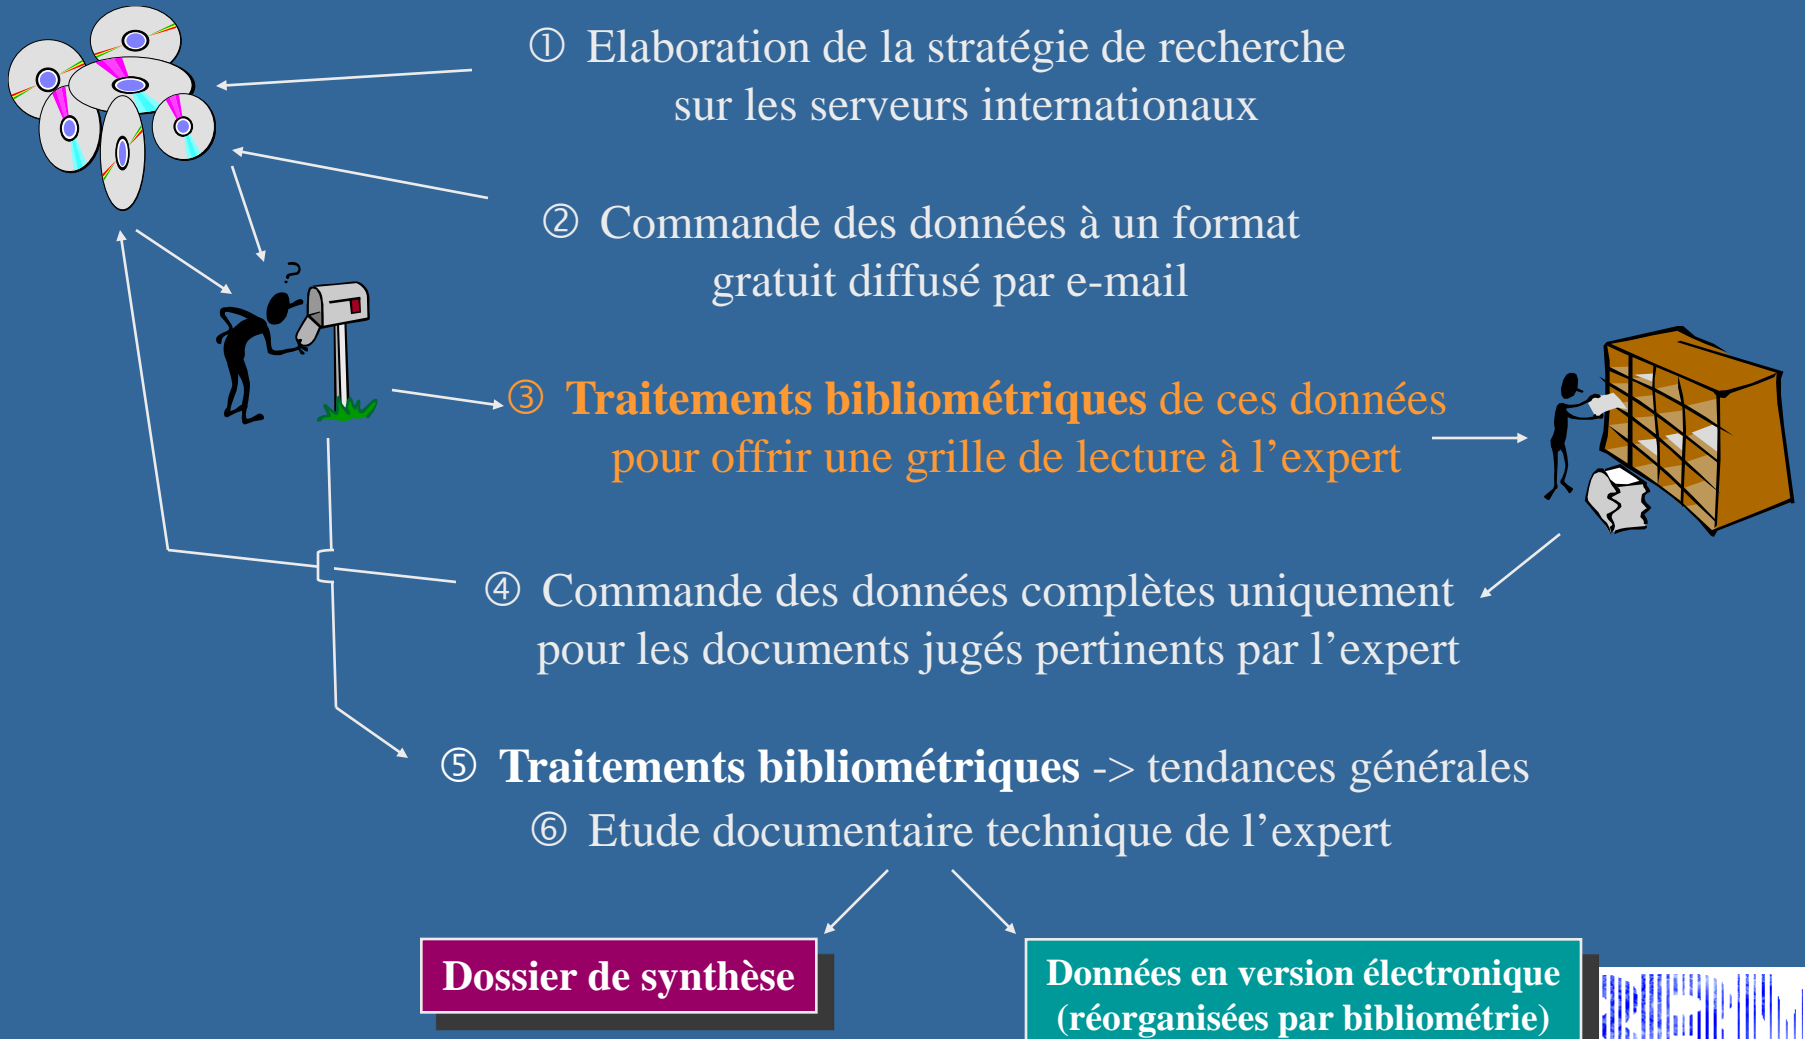 ① Elaboration de la stratégie de recherche
sur les serveurs internationaux
② Commande des données à un format
gratuit diffusé par e-mail
?
③ Traitements bibliométriques de ces données
pour offrir une grille de lecture à l’expert
④ Commande des données complètes uniquement
pour les documents jugés pertinents par l’expert
⑤ Traitements bibliométriques -> tendances générales
⑥ Etude documentaire technique de l’expert
Dossier de synthèse
Données en version électronique
(réorganisées par bibliométrie)